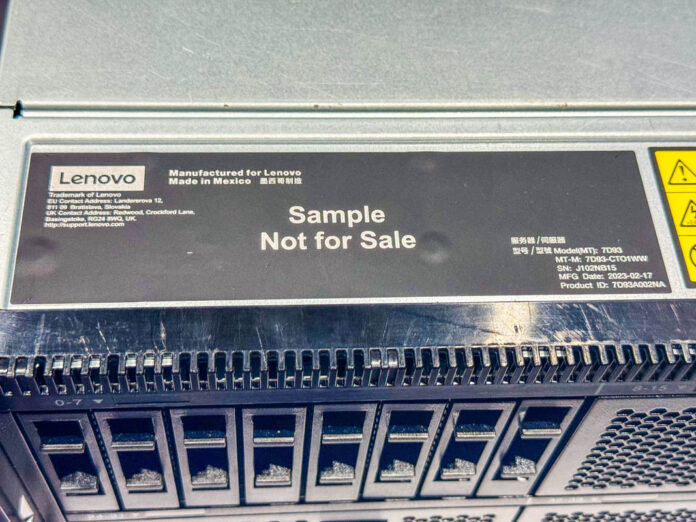 Lenovo
Manufactured for Lenovo
Made in Mexico 墨西哥制造
Trademark of Lenovo
EU Contact Address: Landererova 12,
811 09 Bratislava, Slovakia
UK Contact Address: Redwood, Crockford Lane,
Basingstoke, RG24 8WQ, UK.
http://support.lenovo.com
Sample
Not for Sale
服务器/伺服器
型号/型號 Model(MT): 7D93
MT-M: 7D93-CTO1WW
SN: J102NB15
MFG Date: 2023-02-17
Product ID: 7D93A002NA
0-7
8-15